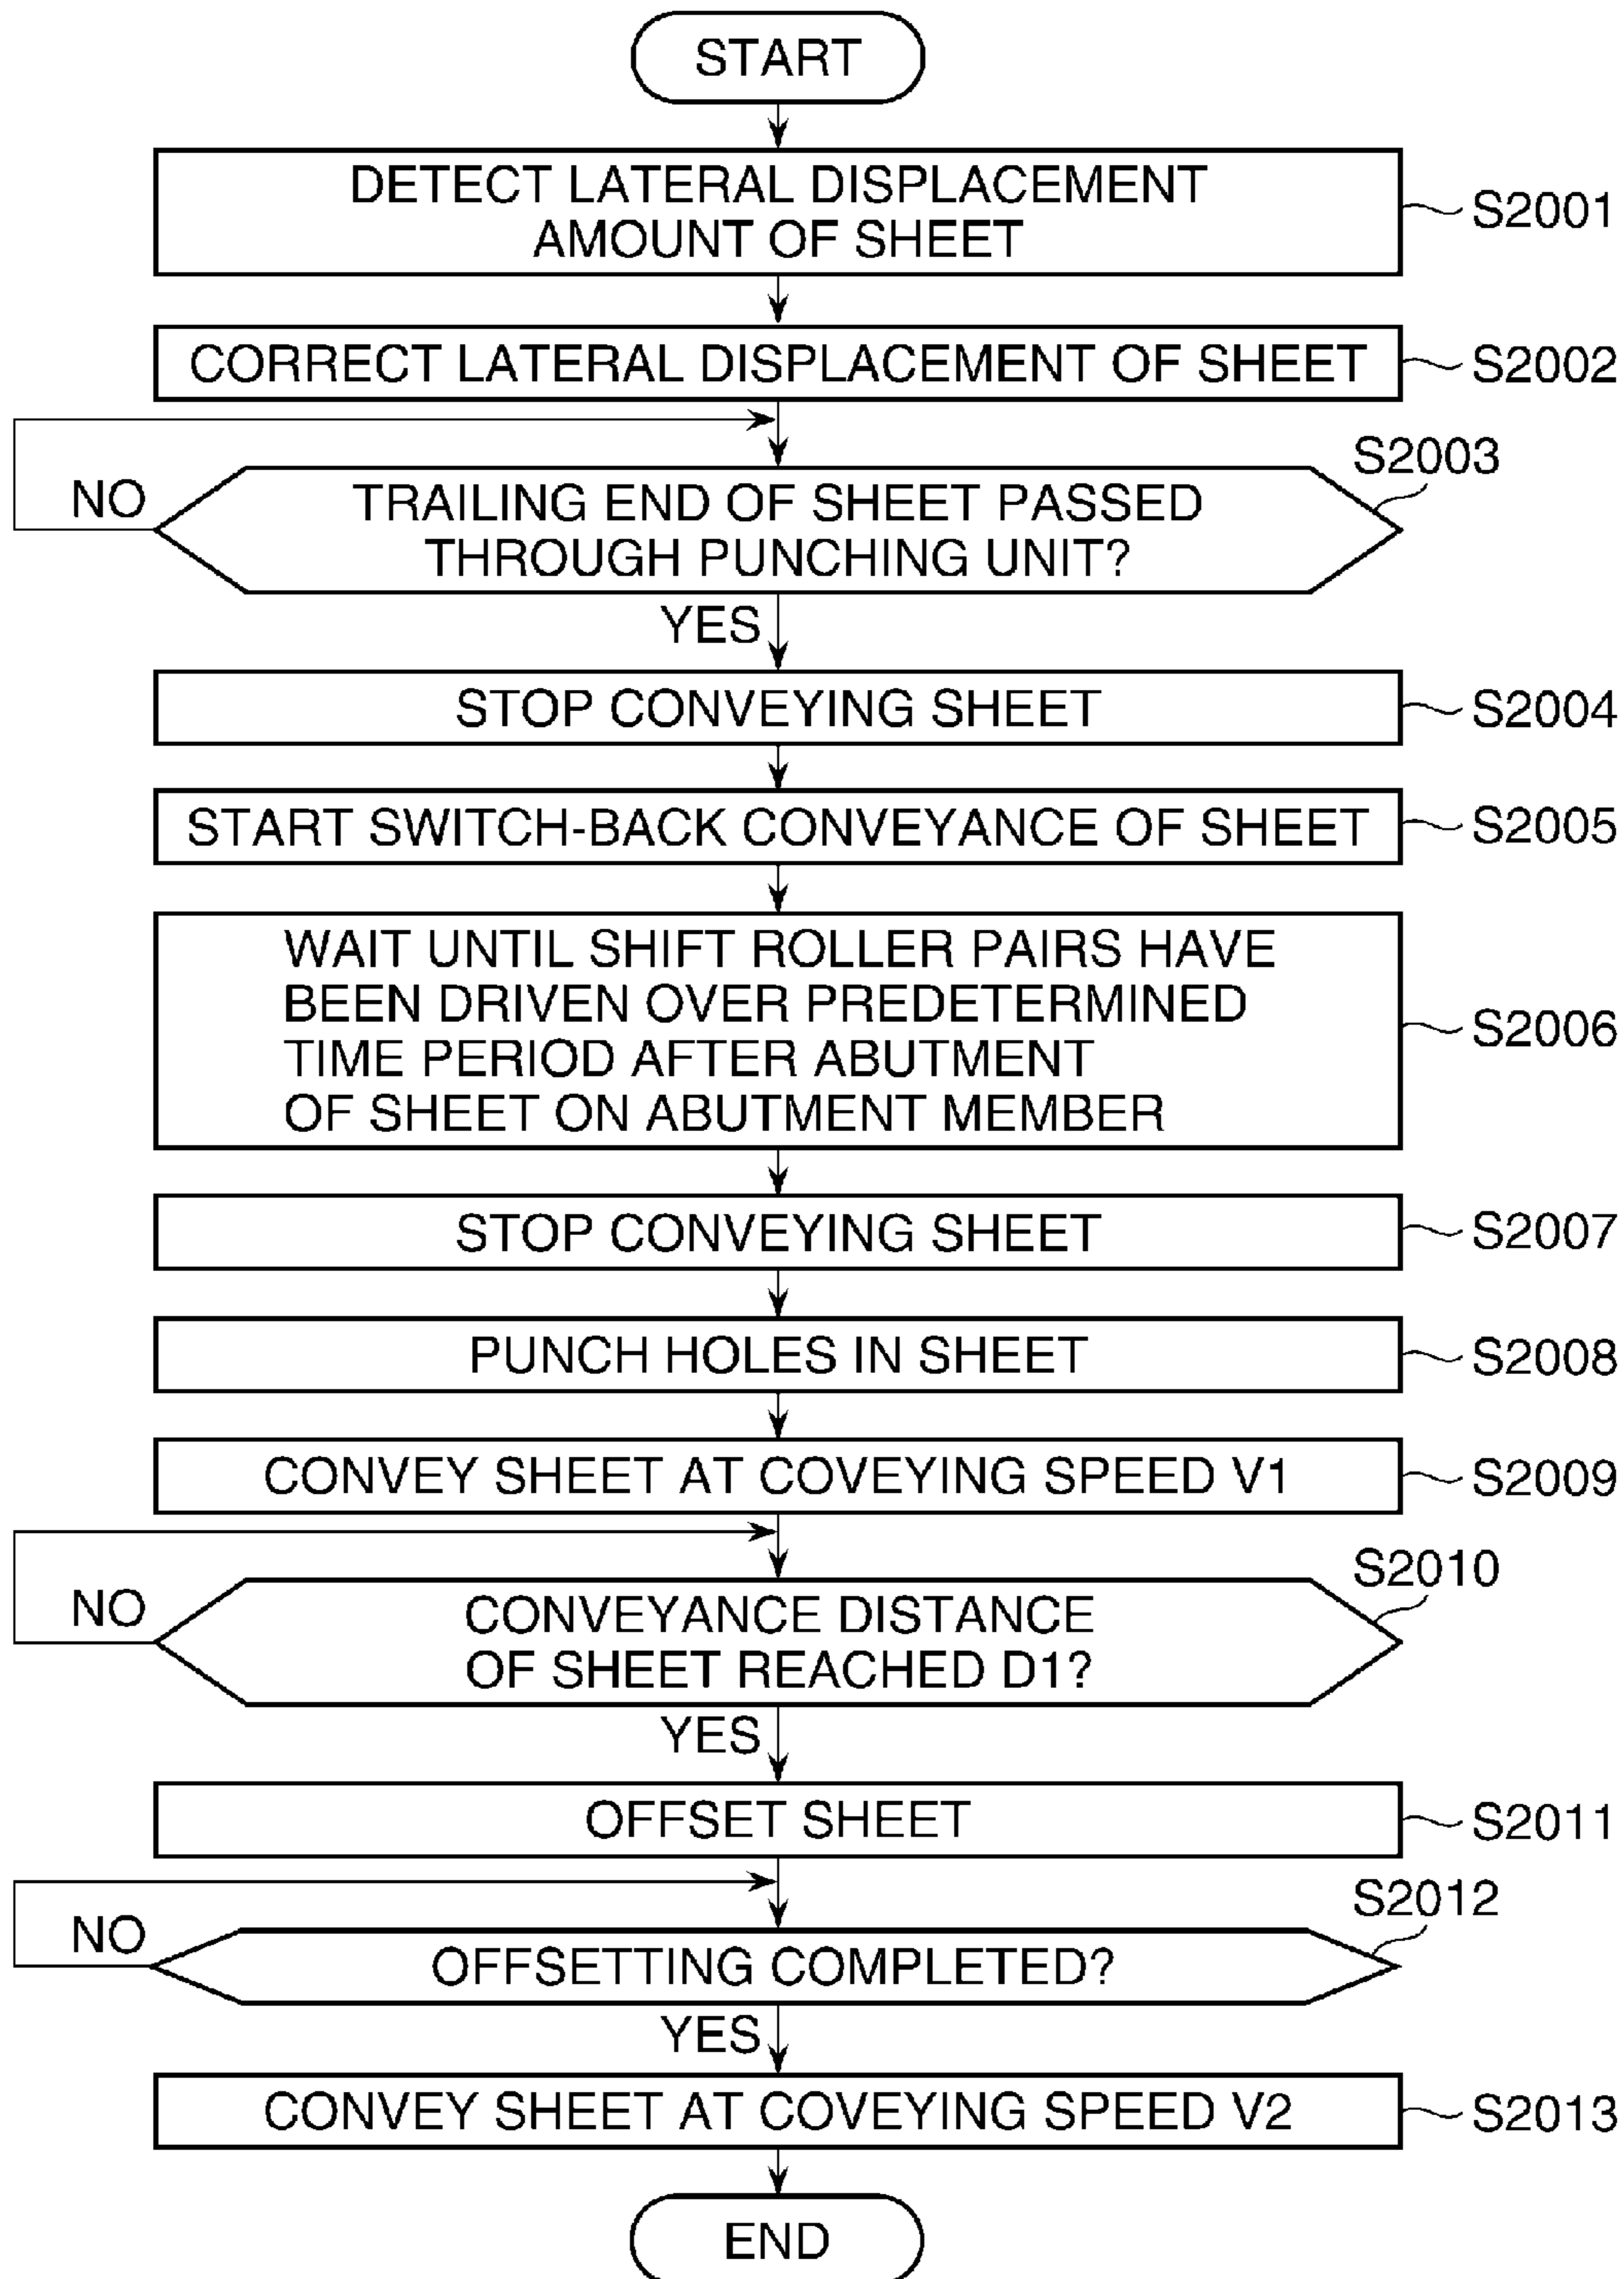 START
DETECT LATERAL DISPLACEMENT
AMOUNT OF SHEET
S2001
CORRECT LATERAL DISPLACEMENT OF SHEET
S2002
S2003
NO
TRAILING END OF SHEET PASSED
THROUGH PUNCHING UNIT?
YES
STOP CONVEYING SHEET
S2004
START SWITCH-BACK CONVEYANCE OF SHEET
S2005
WAIT UNTIL SHIFT ROLLER PAIRS HAVE
BEEN DRIVEN OVER PREDETERMINED
TIME PERIOD AFTER ABUTMENT
OF SHEET ON ABUTMENT MEMBER
S2006
STOP CONVEYING SHEET
S2007
PUNCH HOLES IN SHEET
S2008
CONVEY SHEET AT COVEYING SPEED V1
S2009
S2010
NO
CONVEYANCE DISTANCE
OF SHEET REACHED D1?
YES
OFFSET SHEET
S2011
S2012
NO
OFFSETTING COMPLETED?
YES
CONVEY SHEET AT COVEYING SPEED V2
S2013
END